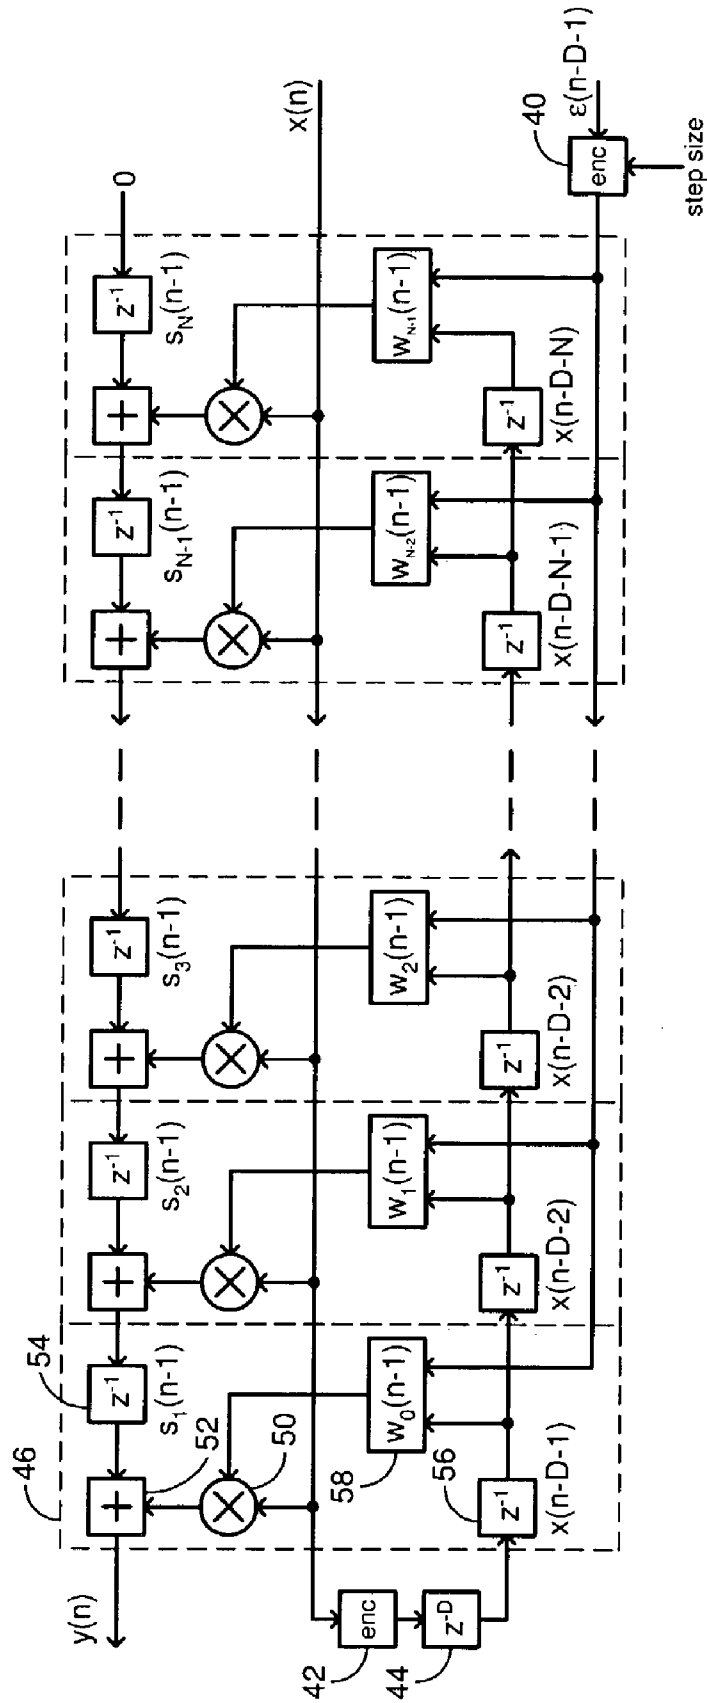 y(n)
46
+
52
54
z⁻¹
s₁(n-1)
+
z⁻¹
s₂(n-1)
+
z⁻¹
s₃(n-1)
+
z⁻¹
s_{N-1}(n-1)
+
z⁻¹
s_N(n-1)
0
50
×
×
×
×
×
x(n)
enc
42
58
w₀(n-1)
w₁(n-1)
w₂(n-1)
w_{N-2}(n-1)
w_{N-1}(n-1)
z^{-D}
44
56
z⁻¹
x(n-D-1)
z⁻¹
x(n-D-2)
z⁻¹
x(n-D-2)
z⁻¹
x(n-D-N-1)
z⁻¹
x(n-D-N)
40
enc
ε(n-D-1)
step size